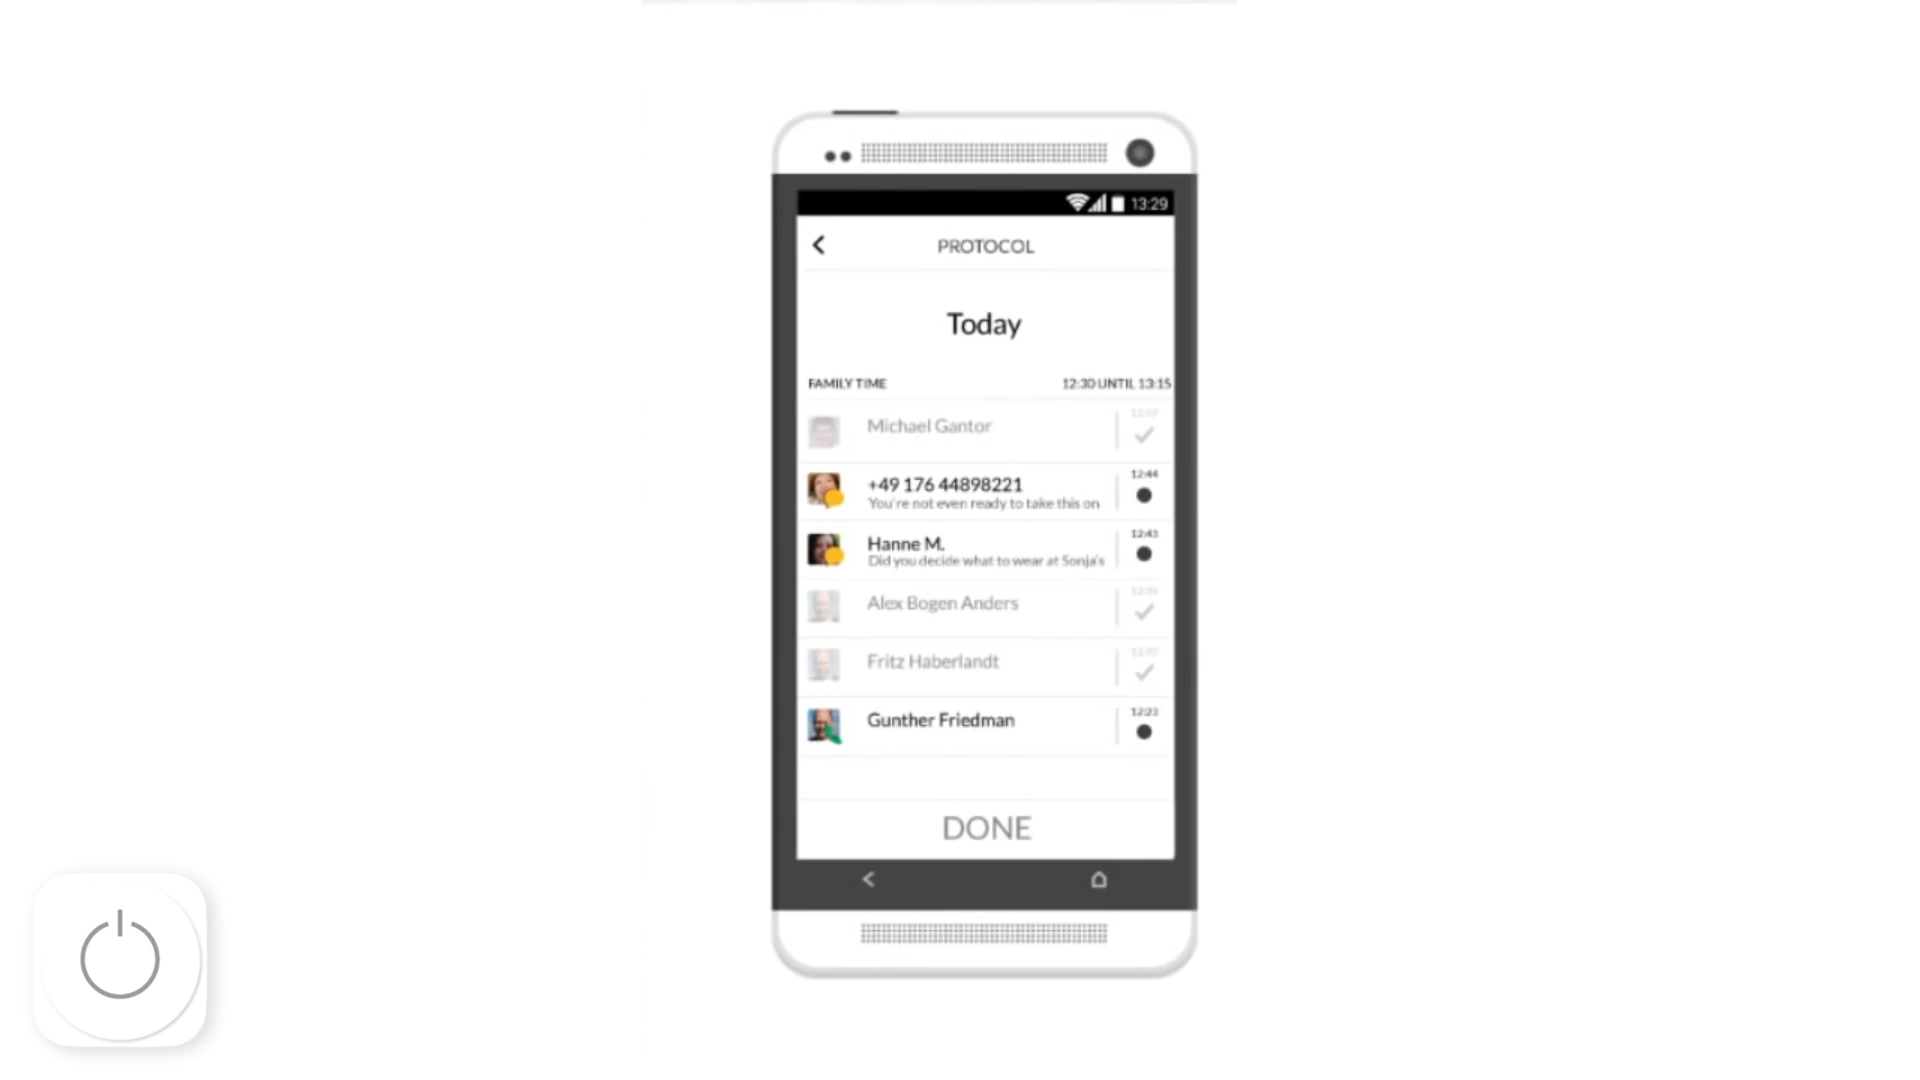 13:29
PROTOCOL
Today
FAMILY TIME 12:30 UNTIL 13:15
Michael Gantor
+49 176 44898221 12:44
You're not even ready to take this on
Hanne M. 12:43
Did you decide what to wear at Sonja's
Alex Bogen Anders
Fritz Haberlandt
Gunther Friedman 12:23
DONE